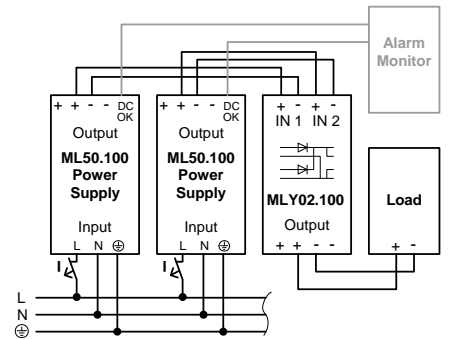 Alarm
Monitor
+ + - - DC
OK
Output
ML50.100
Power
Supply
Input
L N ⏚
I
+ + - - DC
OK
Output
ML50.100
Power
Supply
Input
L N ⏚
I
+ - + -
IN 1 IN 2
MLY02.100
Output
+ + - -
Load
+ -
L
N
⏚